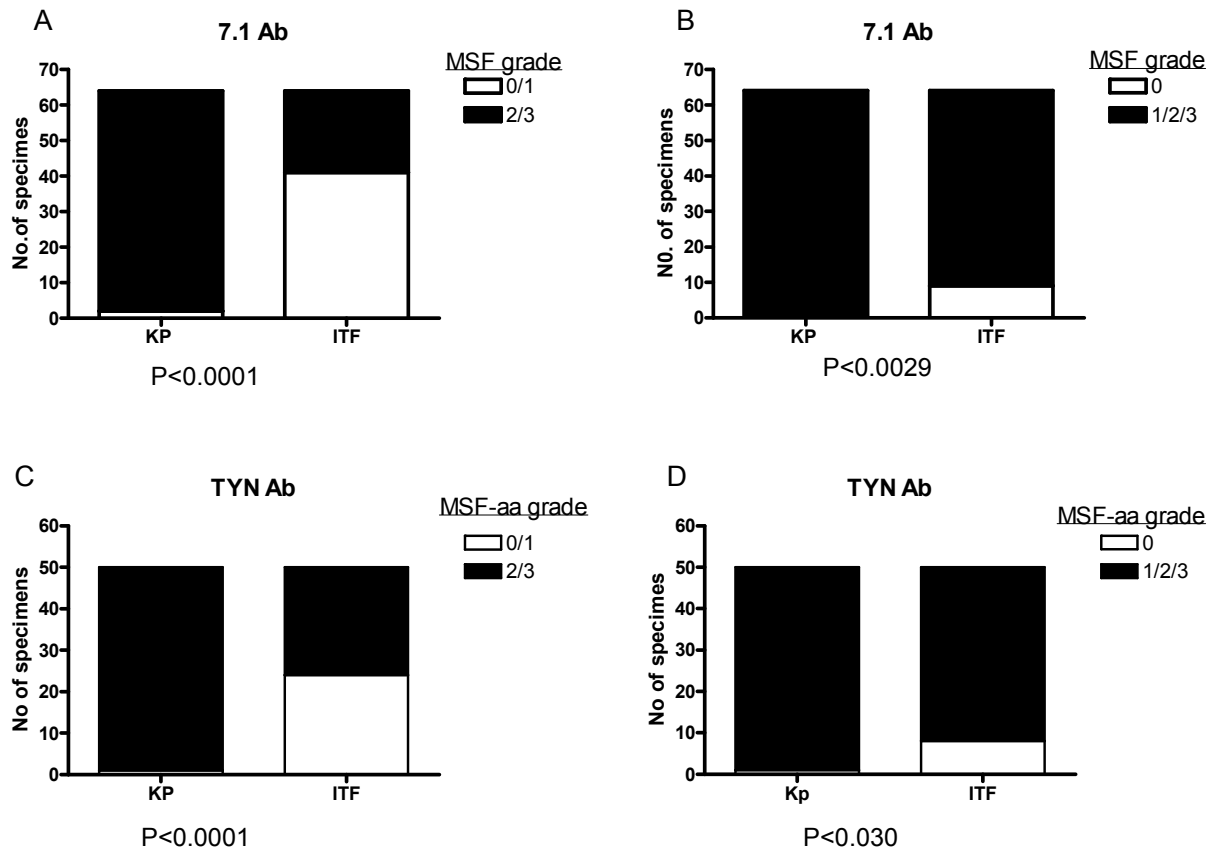 A
7.1 Ab
MSF grade
0/1
2/3
No.of specimens
70
60
50
40
30
20
10
0
KP
ITF
P<0.0001
B
7.1 Ab
MSF grade
0
1/2/3
N0. of specimens
70
60
50
40
30
20
10
0
KP
ITF
P<0.0029
C
TYN Ab
MSF-aa grade
0/1
2/3
No of specimens
60
50
40
30
20
10
0
KP
ITF
P<0.0001
D
TYN Ab
MSF-aa grade
0
1/2/3
No of specimens
60
50
40
30
20
10
0
Kp
ITF
P<0.030